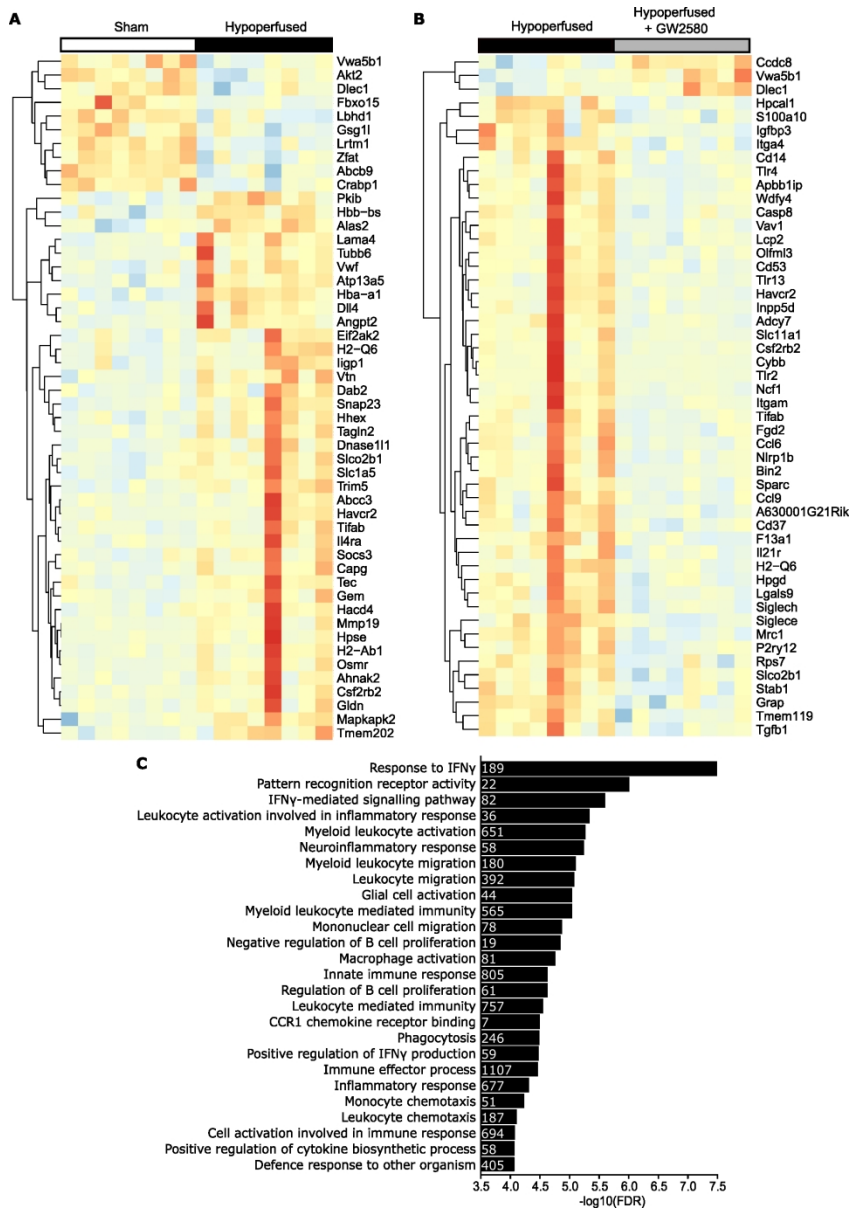 A
Sham
Hypoperfused
Vwa5b1
Akt2
Dlec1
Fbxo15
Lbhd1
Gsg1l
Lrtm1
Zfat
Abcb9
Crabp1
Pkib
Hbb-bs
Alas2
Lama4
Tubb6
Vwf
Atp13a5
Hba-a1
Dll4
Angpt2
Eif2ak2
H2-Q6
Iigp1
Vtn
Dab2
Snap23
Hhex
Tagln2
Dnase1l1
Slco2b1
Slc1a5
Trim5
Abcc3
Havcr2
Tifab
Il4ra
Socs3
Capg
Tec
Gem
Hacd4
Mmp19
Hpse
H2-Ab1
Osmr
Ahnak2
Csf2rb2
Gldn
Mapkapk2
Tmem202
B
Hypoperfused
Hypoperfused
+ GW2580
Ccdc8
Vwa5b1
Dlec1
Hpcal1
S100a10
Igfbp3
Itga4
Cd14
Tlr4
Apbb1ip
Wdfy4
Casp8
Vav1
Lcp2
Olfml3
Cd53
Tlr13
Havcr2
Inpp5d
Adcy7
Slc11a1
Csf2rb2
Cybb
Tlr2
Ncf1
Itgam
Tifab
Fgd2
Ccl6
Nlrp1b
Bin2
Sparc
Ccl9
A630001G21Rik
Cd37
F13a1
Il21r
H2-Q6
Hpgd
Lgals9
Siglech
Siglece
Mrc1
P2ry12
Rps7
Slco2b1
Stab1
Grap
Tmem119
Tgfb1
C
Response to IFNγ 189
Pattern recognition receptor activity 22
IFNγ-mediated signalling pathway 82
Leukocyte activation involved in inflammatory response 36
Myeloid leukocyte activation 651
Neuroinflammatory response 58
Myeloid leukocyte migration 180
Leukocyte migration 392
Glial cell activation 44
Myeloid leukocyte mediated immunity 565
Mononuclear cell migration 78
Negative regulation of B cell proliferation 19
Macrophage activation 81
Innate immune response 805
Regulation of B cell proliferation 61
Leukocyte mediated immunity 757
CCR1 chemokine receptor binding 7
Phagocytosis 246
Positive regulation of IFNγ production 59
Immune effector process 1107
Inflammatory response 677
Monocyte chemotaxis 51
Leukocyte chemotaxis 187
Cell activation involved in immune response 694
Positive regulation of cytokine biosynthetic process 58
Defence response to other organism 405
3.5 4.0 4.5 5.0 5.5 6.0 6.5 7.0 7.5
-log10(FDR)